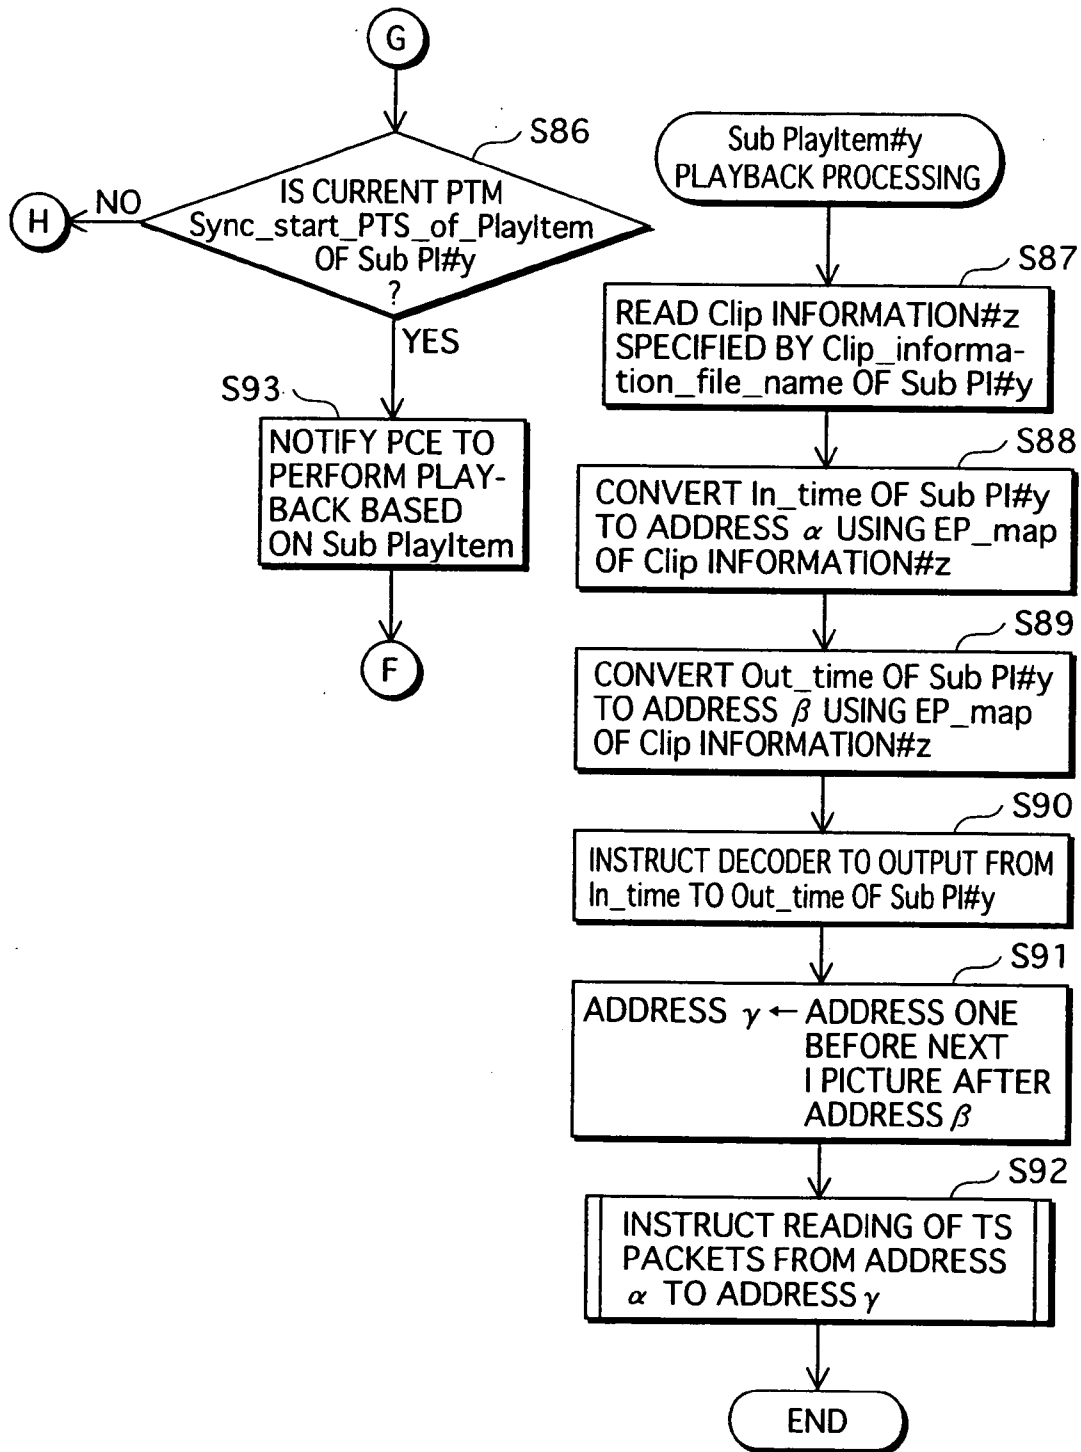 G
S86
IS CURRENT PTM
Sync_start_PTS_of_PlayItem
OF Sub PI#y
?
NO
H
YES
S93
NOTIFY PCE TO
PERFORM PLAY-
BACK BASED
ON Sub PlayItem
F
Sub PlayItem#y
PLAYBACK PROCESSING
S87
READ Clip INFORMATION#z
SPECIFIED BY Clip_informa-
tion_file_name OF Sub PI#y
S88
CONVERT In_time OF Sub PI#y
TO ADDRESS α USING EP_map
OF Clip INFORMATION#z
S89
CONVERT Out_time OF Sub PI#y
TO ADDRESS β USING EP_map
OF Clip INFORMATION#z
S90
INSTRUCT DECODER TO OUTPUT FROM
In_time TO Out_time OF Sub PI#y
S91
ADDRESS γ ← ADDRESS ONE
BEFORE NEXT
I PICTURE AFTER
ADDRESS β
S92
INSTRUCT READING OF TS
PACKETS FROM ADDRESS
α TO ADDRESS γ
END